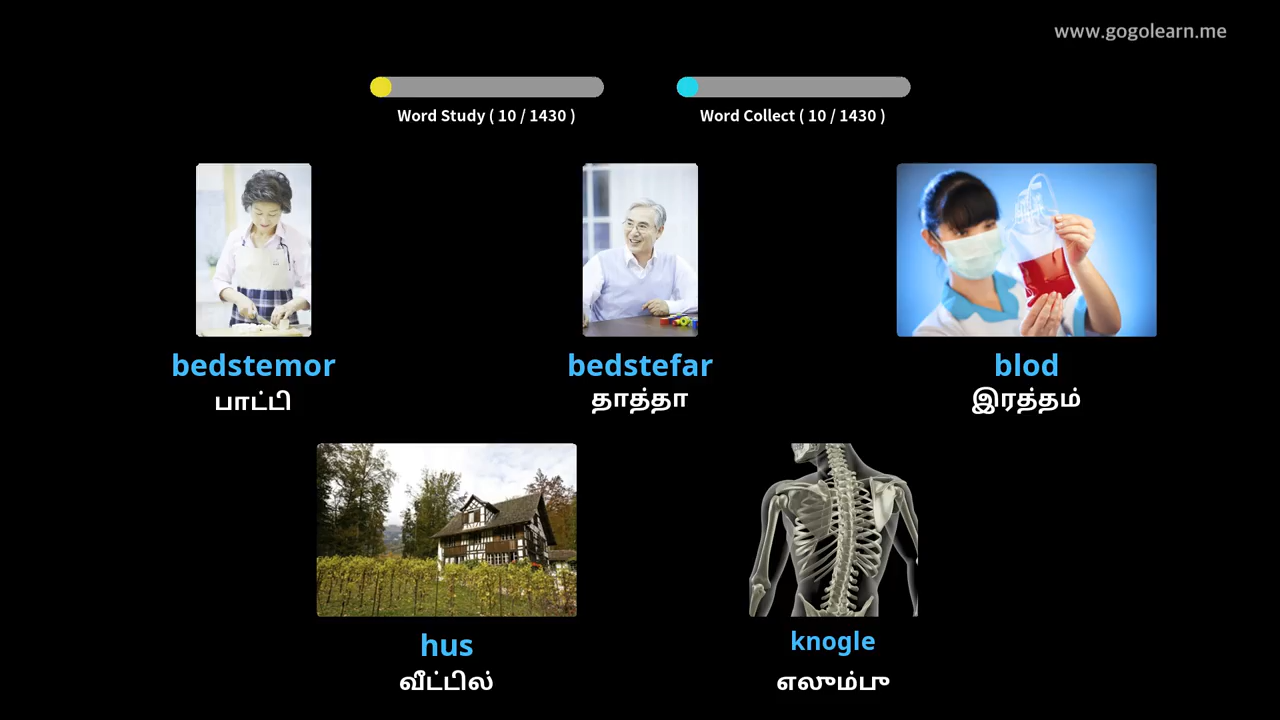 www.gogolearn.me
Word Study ( 10 / 1430 )
Word Collect ( 10 / 1430 )
bedstemor
பாட்டி
bedstefar
தாத்தா
blod
இரத்தம்
hus
வீட்டில்
knogle
எலும்பு